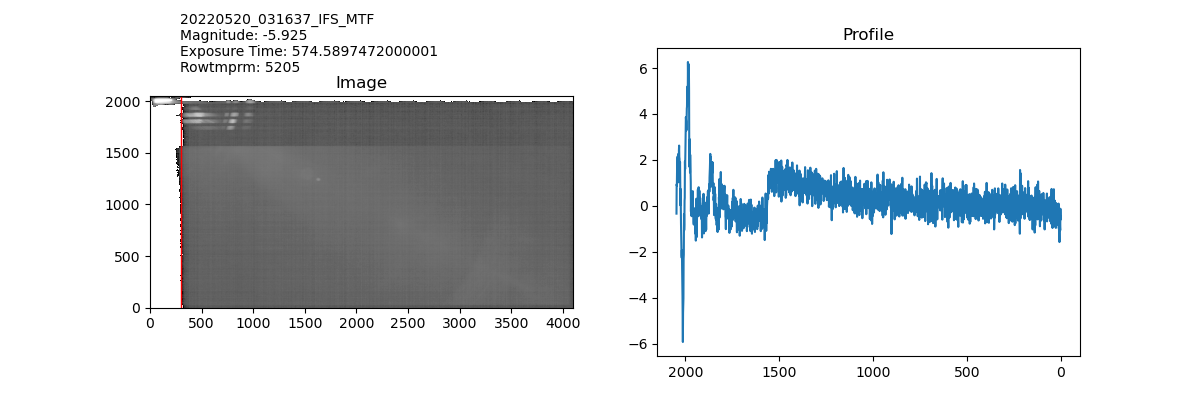 20220520_031637_IFS_MTF
Magnitude: -5.925
Exposure Time: 574.5897472000001
Rowtmprm: 5205
Image
2000
1500
1000
500
0
0 500 1000 1500 2000 2500 3000 3500 4000
Profile
6
4
2
0
−2
−4
−6
2000 1500 1000 500 0